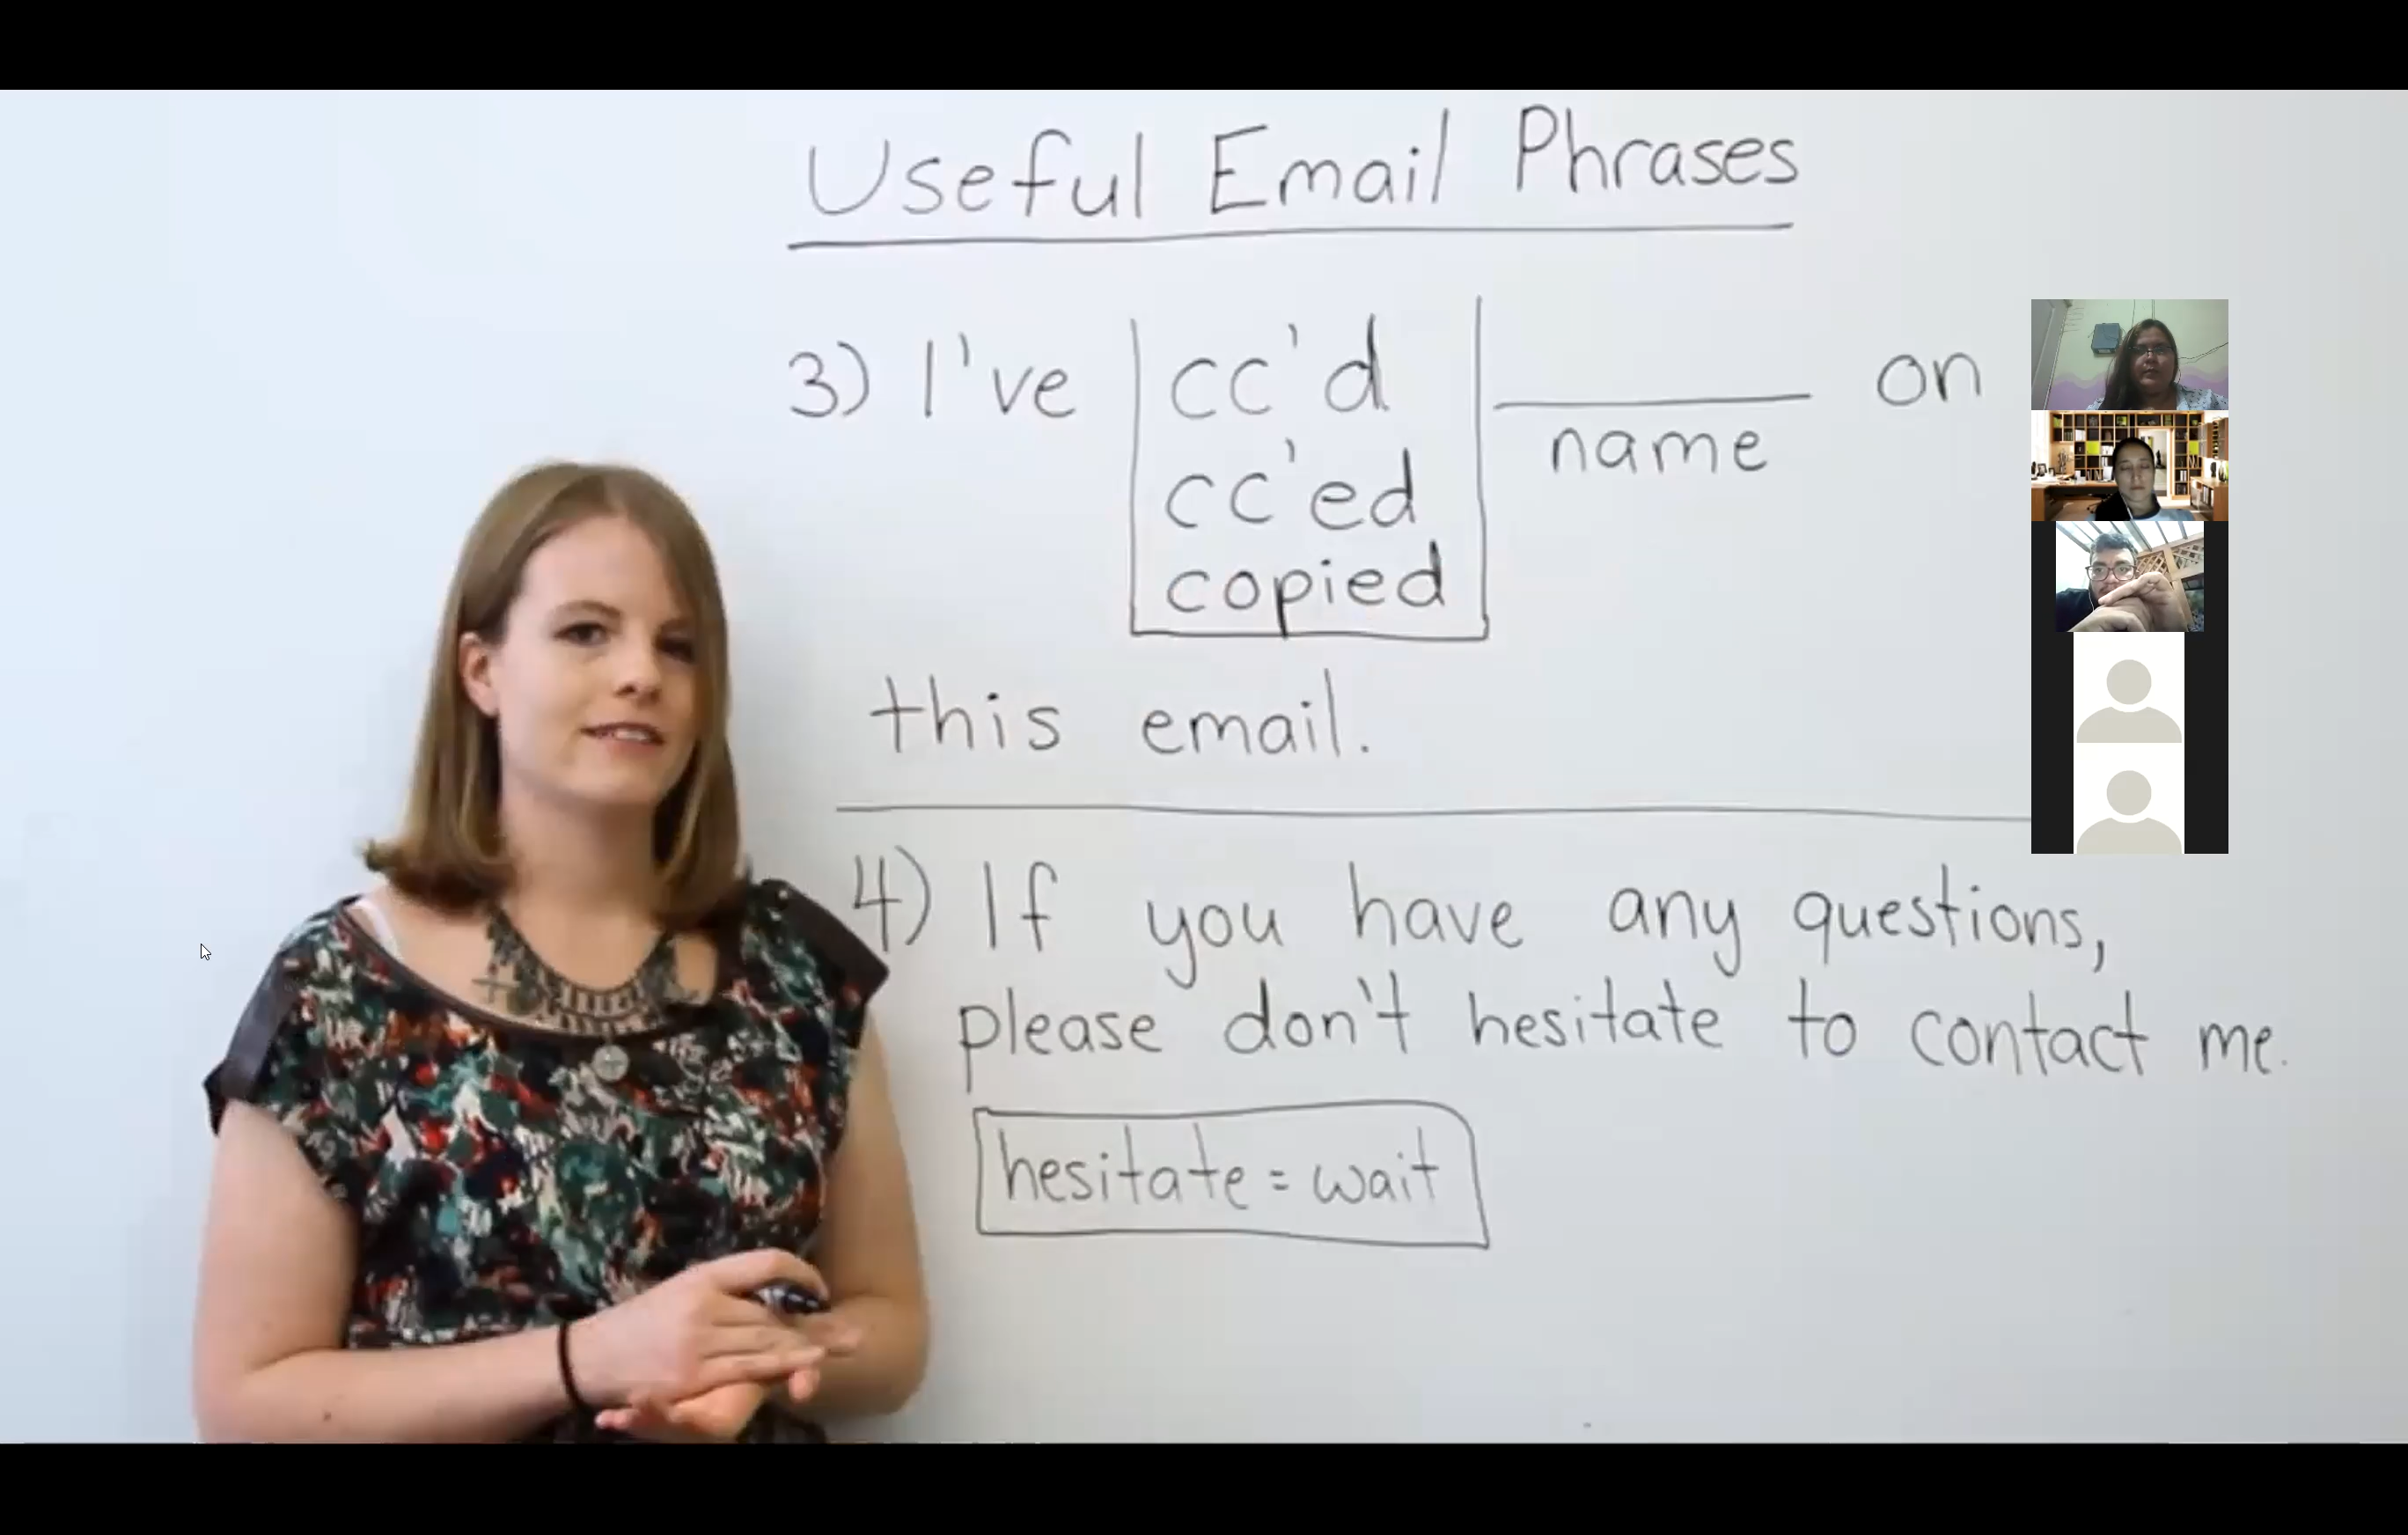 Useful Email Phrases
3) I've cc'd ________ on
cc'ed name
copied
this email.
4) If you have any questions,
please don't hesitate to contact me.
hesitate = wait